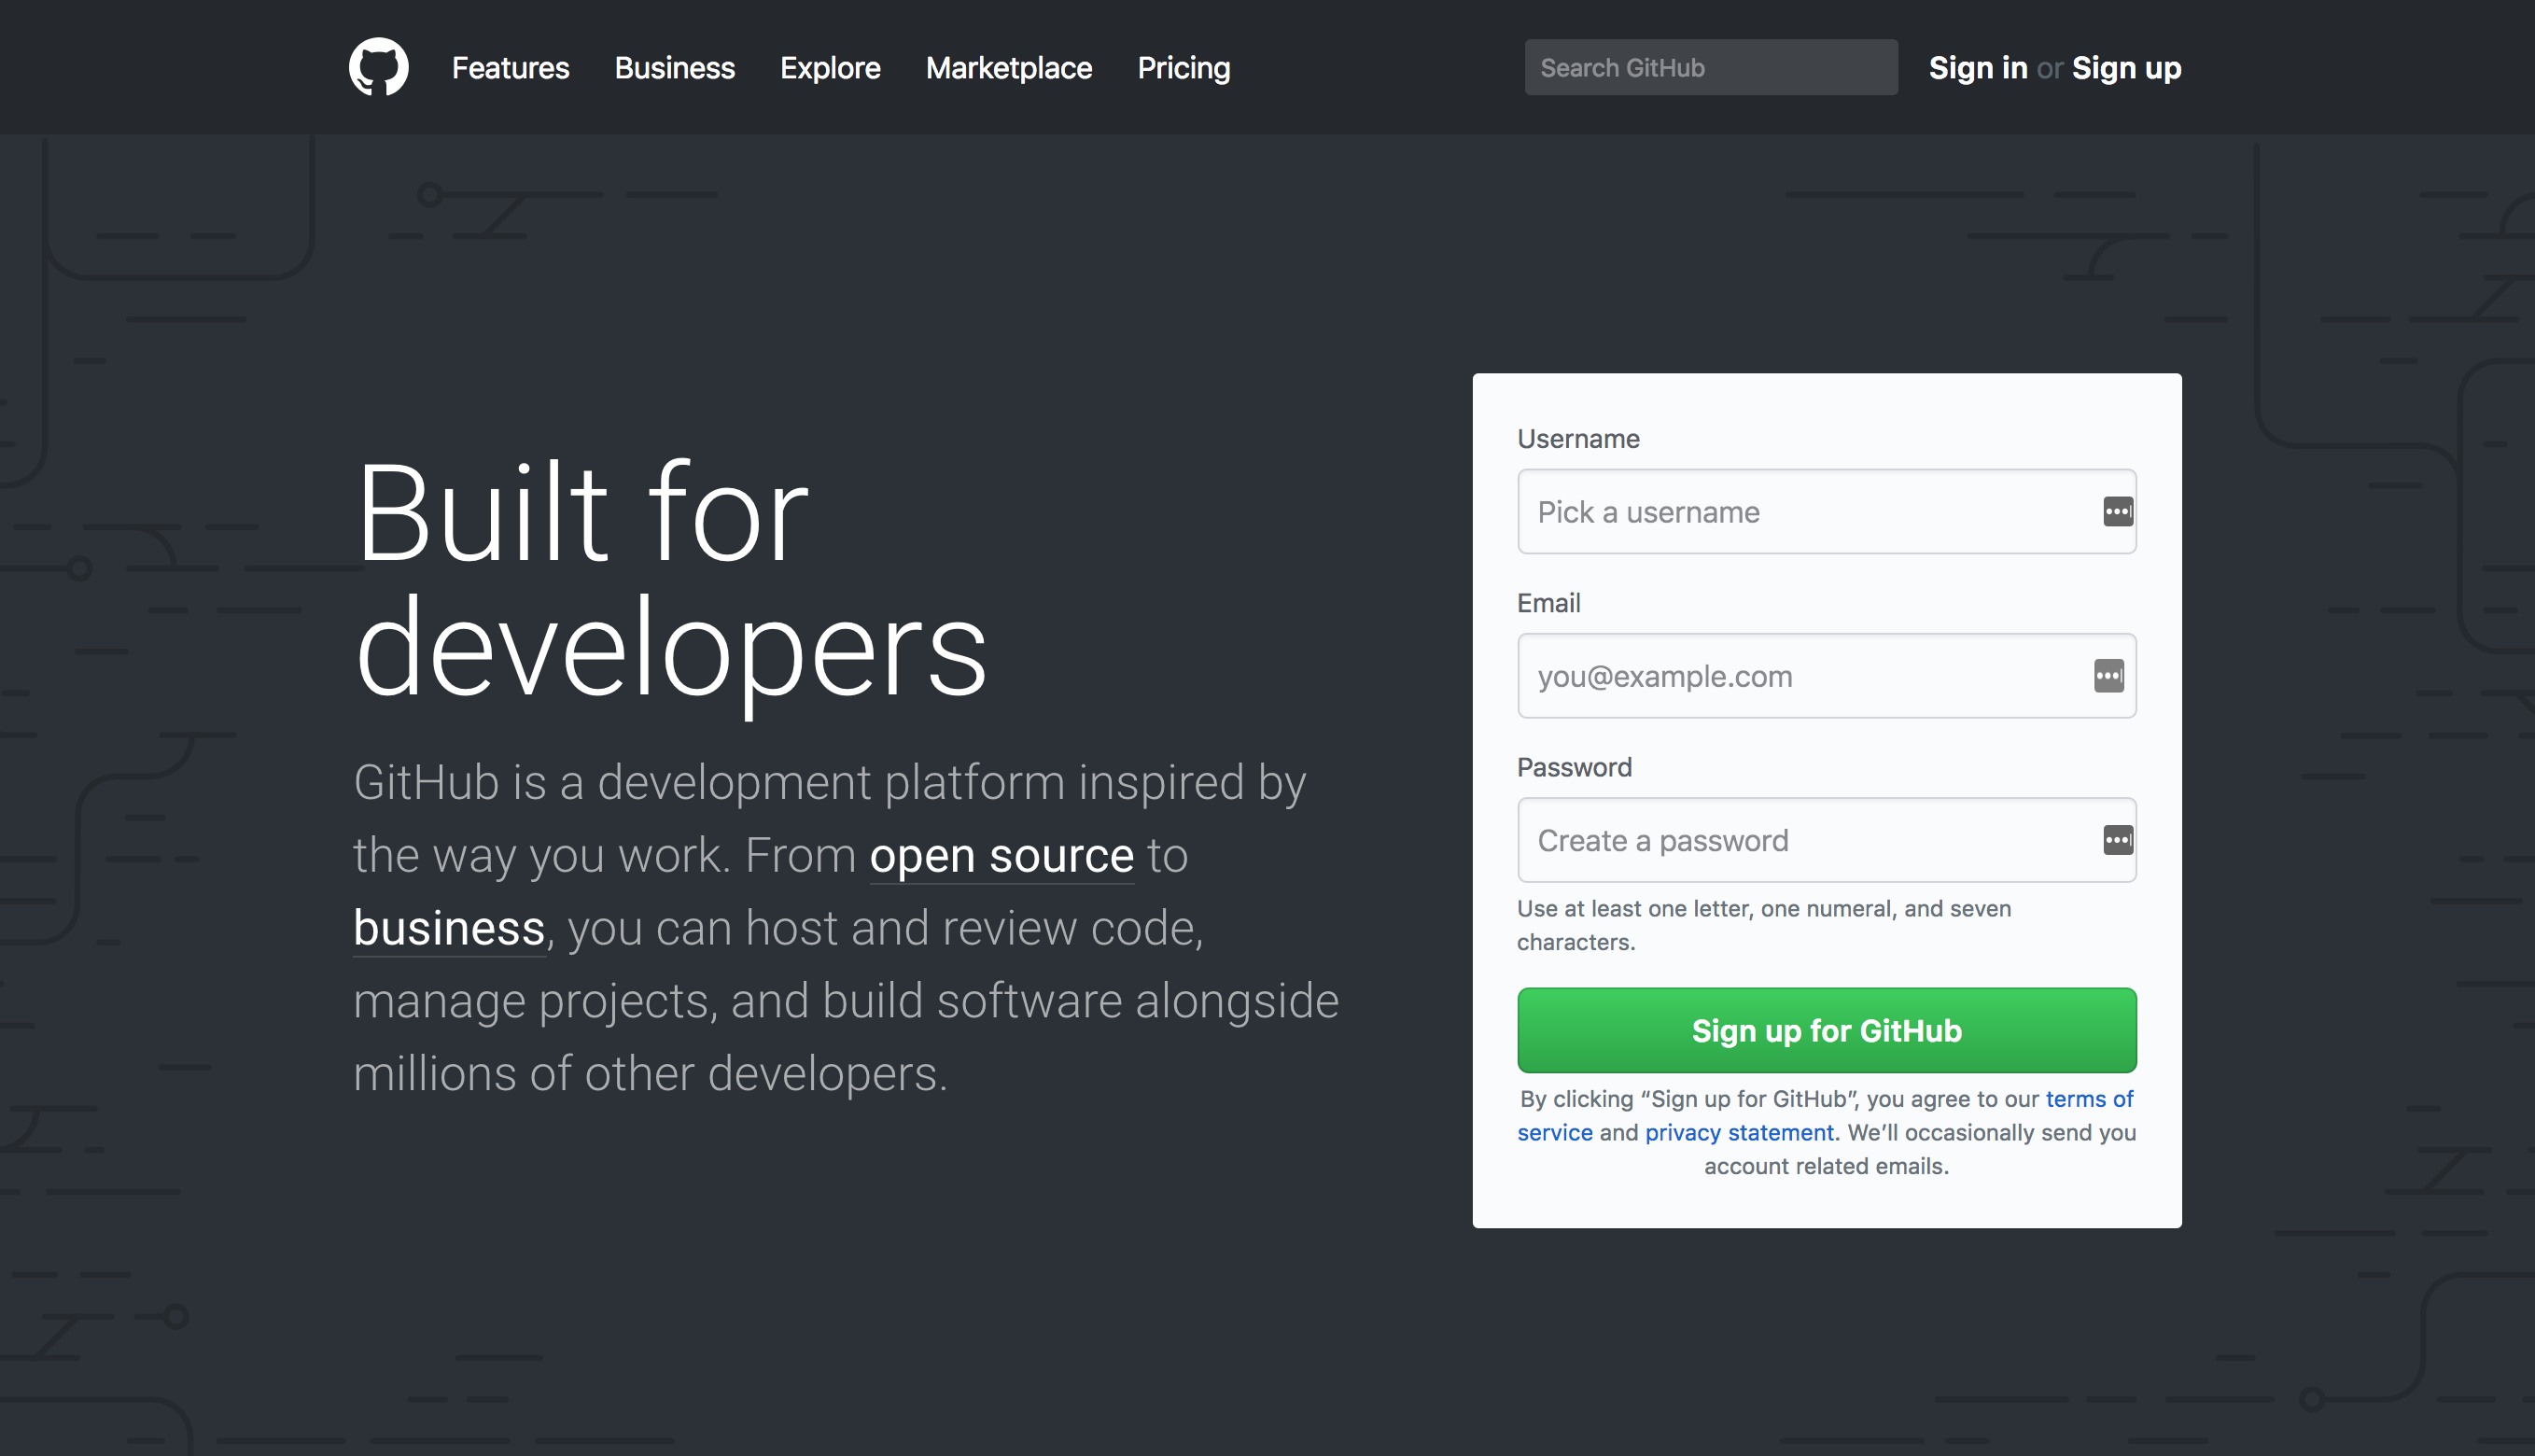 Features Business Explore Marketplace Pricing Search GitHub Sign in or Sign up
Built for
developers
GitHub is a development platform inspired by
the way you work. From open source to
business, you can host and review code,
manage projects, and build software alongside
millions of other developers.
Username
Pick a username
Email
you@example.com
Password
Create a password
Use at least one letter, one numeral, and seven
characters.
Sign up for GitHub
By clicking “Sign up for GitHub”, you agree to our terms of
service and privacy statement. We’ll occasionally send you
account related emails.